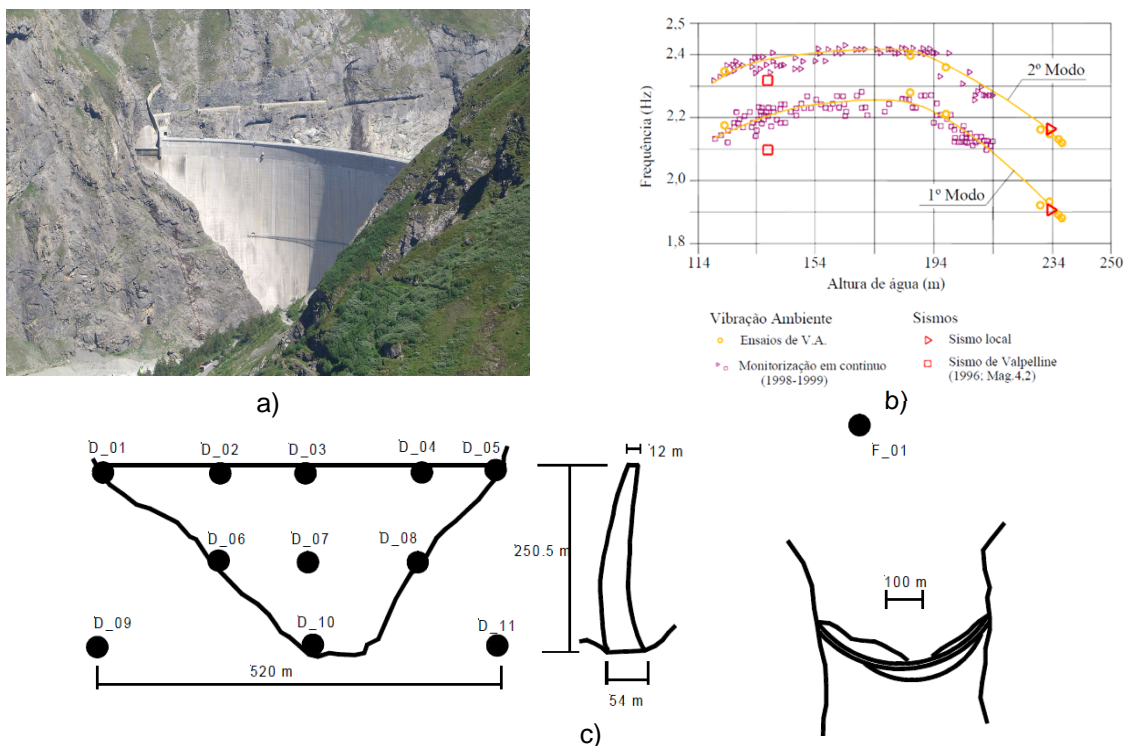 a)
2,5
2,4
2,2
2,0
1,8
Frequência (Hz)
2º Modo
1º Modo
114
154
194
234
250
Altura de água (m)
Vibração Ambiente
Ensaios de V.A.
Monitorização em contínuo
(1998-1999)
Sismos
Sismo local
Sismo de Valpelline
(1996; Mag.4,2)
b)
D_01
D_02
D_03
D_04
D_05
D_06
D_07
D_08
D_09
D_10
D_11
520 m
12 m
250.5 m
54 m
F_01
100 m
c)